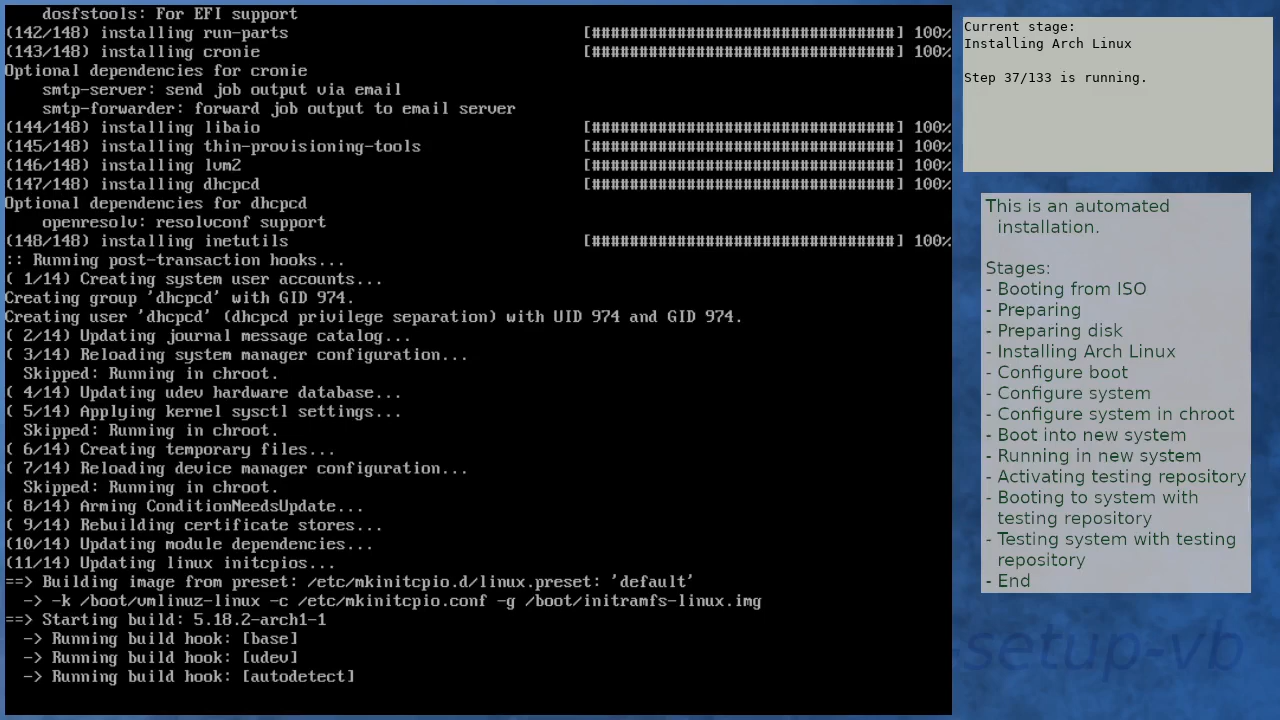 dosfstools: For EFI support
(142/148) installing run-parts [################################] 100%
(143/148) installing cronie [################################] 100%
Optional dependencies for cronie
smtp-server: send job output via email
smtp-forwarder: forward job output to email server
(144/148) installing libaio [################################] 100%
(145/148) installing thin-provisioning-tools [################################] 100%
(146/148) installing lvm2 [################################] 100%
(147/148) installing dhcpcd [################################] 100%
Optional dependencies for dhcpcd
openresolv: resolvconf support
(148/148) installing inetutils [################################] 100%
:: Running post-transaction hooks...
( 1/14) Creating system user accounts...
Creating group 'dhcpcd' with GID 974.
Creating user 'dhcpcd' (dhcpcd privilege separation) with UID 974 and GID 974.
( 2/14) Updating journal message catalog...
( 3/14) Reloading system manager configuration...
Skipped: Running in chroot.
( 4/14) Updating udev hardware database...
( 5/14) Applying kernel sysctl settings...
Skipped: Running in chroot.
( 6/14) Creating temporary files...
( 7/14) Reloading device manager configuration...
Skipped: Running in chroot.
( 8/14) Arming ConditionNeedsUpdate...
( 9/14) Rebuilding certificate stores...
(10/14) Updating module dependencies...
(11/14) Updating linux initcpios...
==> Building image from preset: /etc/mkinitcpio.d/linux.preset: 'default'
-> -k /boot/vmlinuz-linux -c /etc/mkinitcpio.conf -g /boot/initramfs-linux.img
==> Starting build: 5.18.2-arch1-1
-> Running build hook: [base]
-> Running build hook: [udev]
-> Running build hook: [autodetect]
Current stage:
Installing Arch Linux
Step 37/133 is running.
This is an automated
installation.
Stages:
- Booting from ISO
- Preparing
- Preparing disk
- Installing Arch Linux
- Configure boot
- Configure system
- Configure system in chroot
- Boot into new system
- Running in new system
- Activating testing repository
- Booting to system with
testing repository
- Testing system with testing
repository
- End
-setup-vb